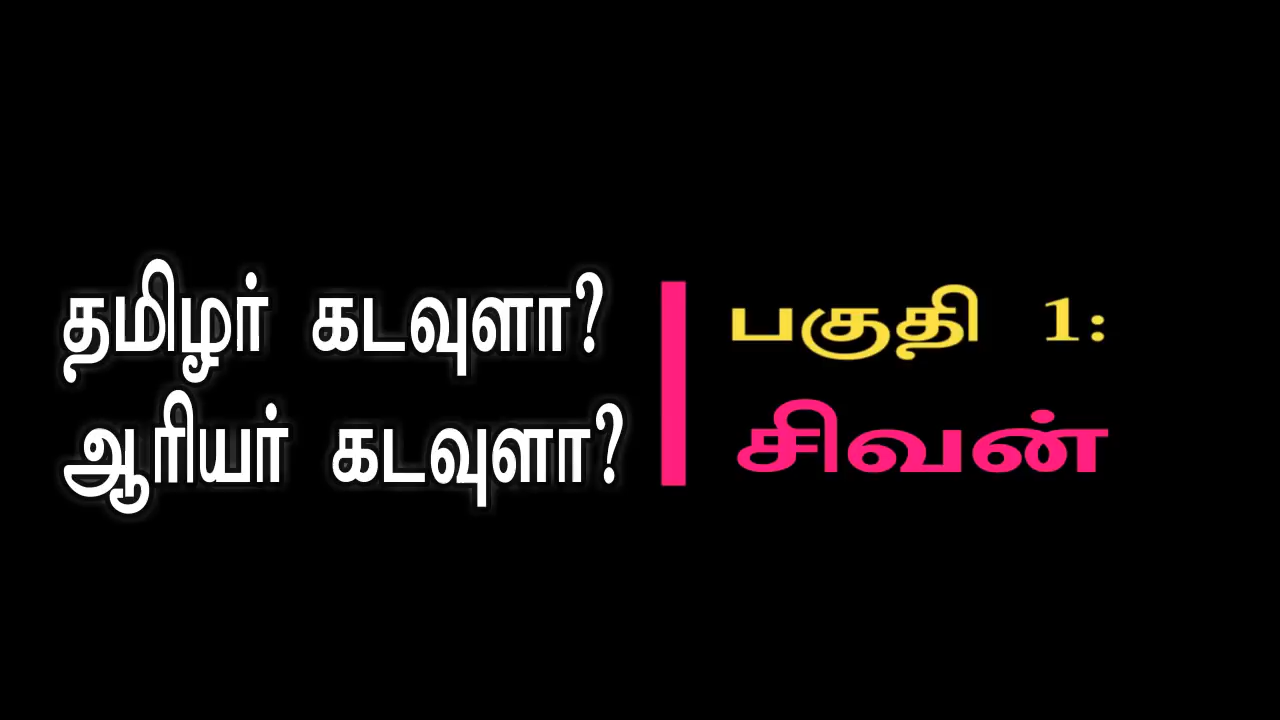 தமிழர் கடவுளா?
ஆரியர் கடவுளா?
பகுதி 1:
சிவன்